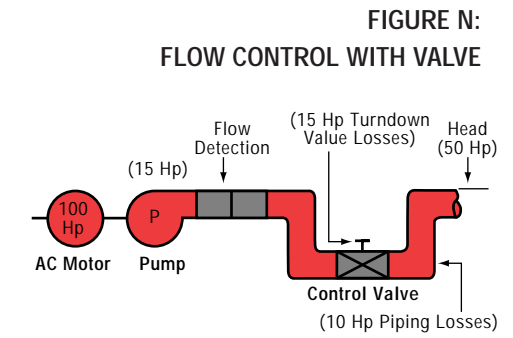 FIGURE N:
FLOW CONTROL WITH VALVE
(15 Hp Turndown
Value Losses)
Flow
Detection
Head
(50 Hp)
(15 Hp)
100
Hp
P
AC Motor
Pump
Control Valve
(10 Hp Piping Losses)